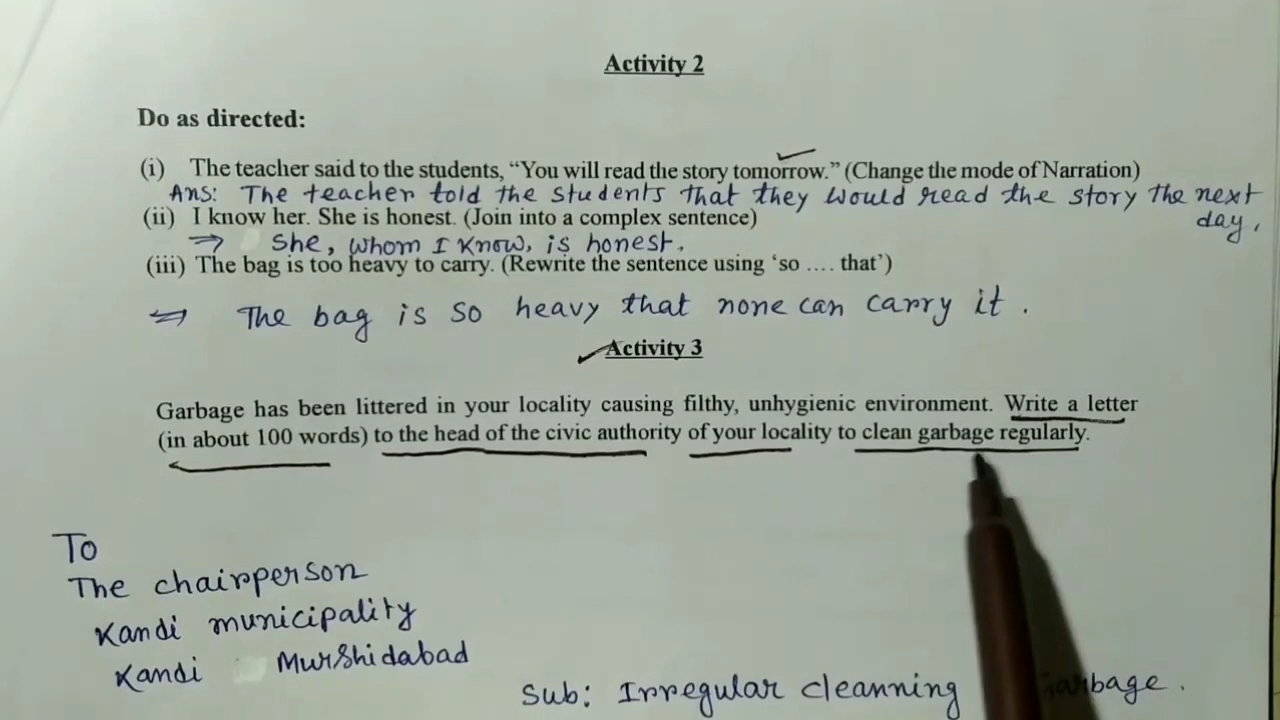 Activity 2
Do as directed:
(i) The teacher said to the students, “You will read the story tomorrow.” (Change the mode of Narration)
Ans: The teacher told the students that they would read the story the next
day.
(ii) I know her. She is honest. (Join into a complex sentence)
⇒ She, whom I know, is honest.
(iii) The bag is too heavy to carry. (Rewrite the sentence using ‘so …. that’)
⇒ The bag is so heavy that none can carry it.
Activity 3
Garbage has been littered in your locality causing filthy, unhygienic environment. Write a letter
(in about 100 words) to the head of the civic authority of your locality to clean garbage regularly.
To
The chairperson
Kandi municipality
Kandi Murshidabad
Sub: Irregular cleanning